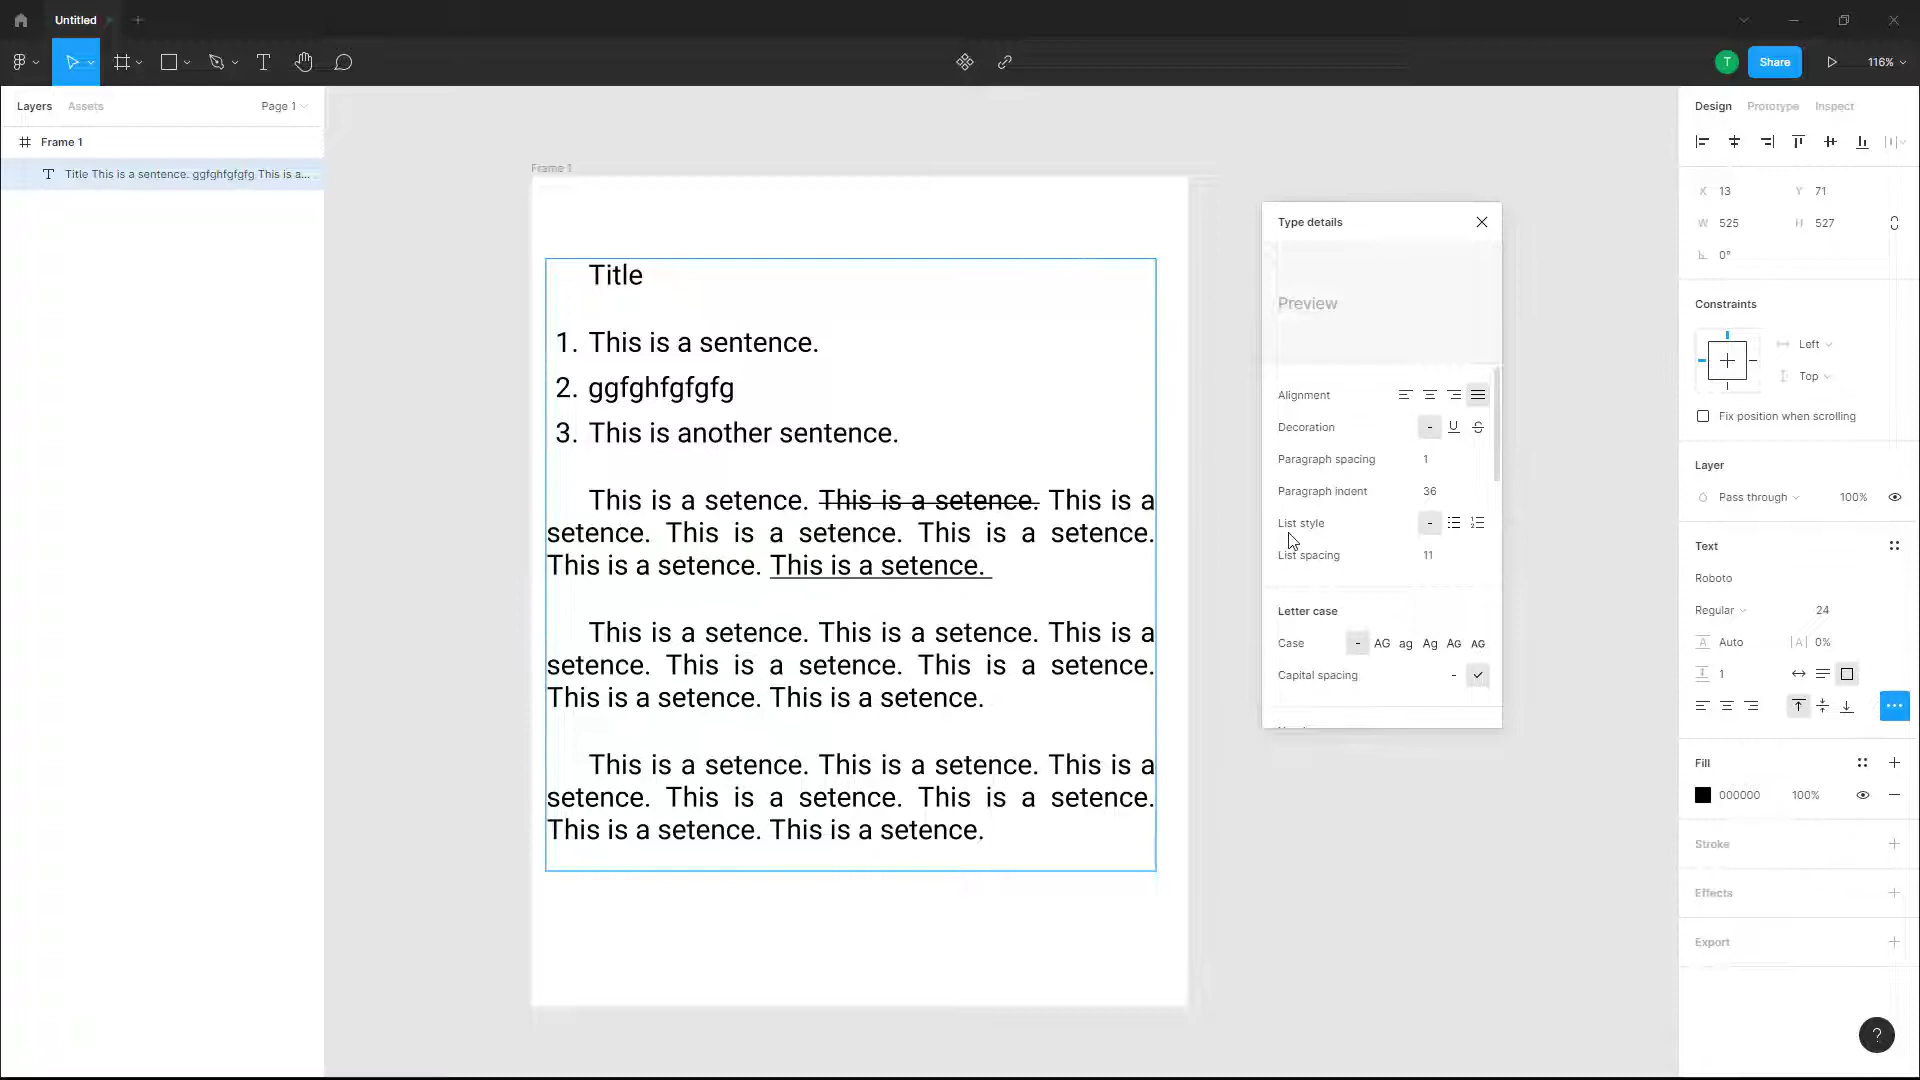 Untitled
Share
116%
Layers
Assets
Page 1
Frame 1
Title This is a sentence. ggfghfgfgfg This is a...
Frame 1
Title
1. This is a sentence.
2. ggfghfgfgfg
3. This is another sentence.
This is a setence. This is a setence. This is a
setence. This is a setence. This is a setence.
This is a setence. This is a setence.
This is a setence. This is a setence. This is a
setence. This is a setence. This is a setence.
This is a setence. This is a setence.
This is a setence. This is a setence. This is a
setence. This is a setence. This is a setence.
This is a setence. This is a setence.
Type details
Preview
Alignment
Decoration -
Paragraph spacing 1
Paragraph indent 36
List style -
List spacing 11
Letter case
Case - AG ag Ag AG AG
Capital spacing -
T
Design
Prototype
Inspect
X 13 Y 71
W 525 H 527
0°
Constraints
Left
Top
Fix position when scrolling
Layer
Pass through 100%
Text
Roboto
Regular 24
Auto |A| 0%
1
Fill
000000 100%
Stroke
Effects
Export
?